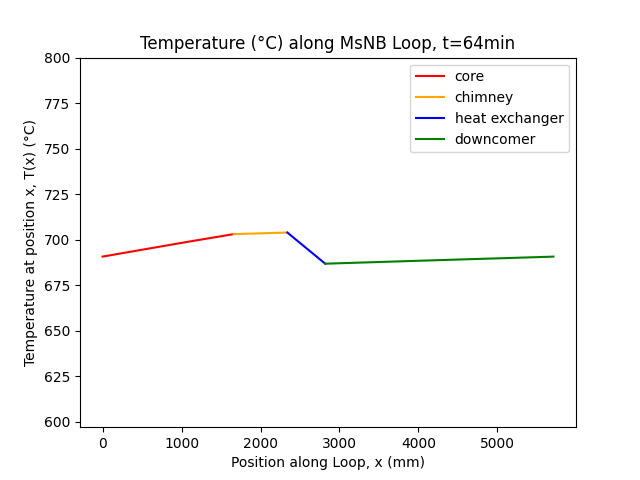 Temperature (°C) along MsNB Loop, t=64min
core
chimney
heat exchanger
downcomer
Temperature at position x, T(x) (°C)
800
775
750
725
700
675
650
625
600
0 1000 2000 3000 4000 5000
Position along Loop, x (mm)